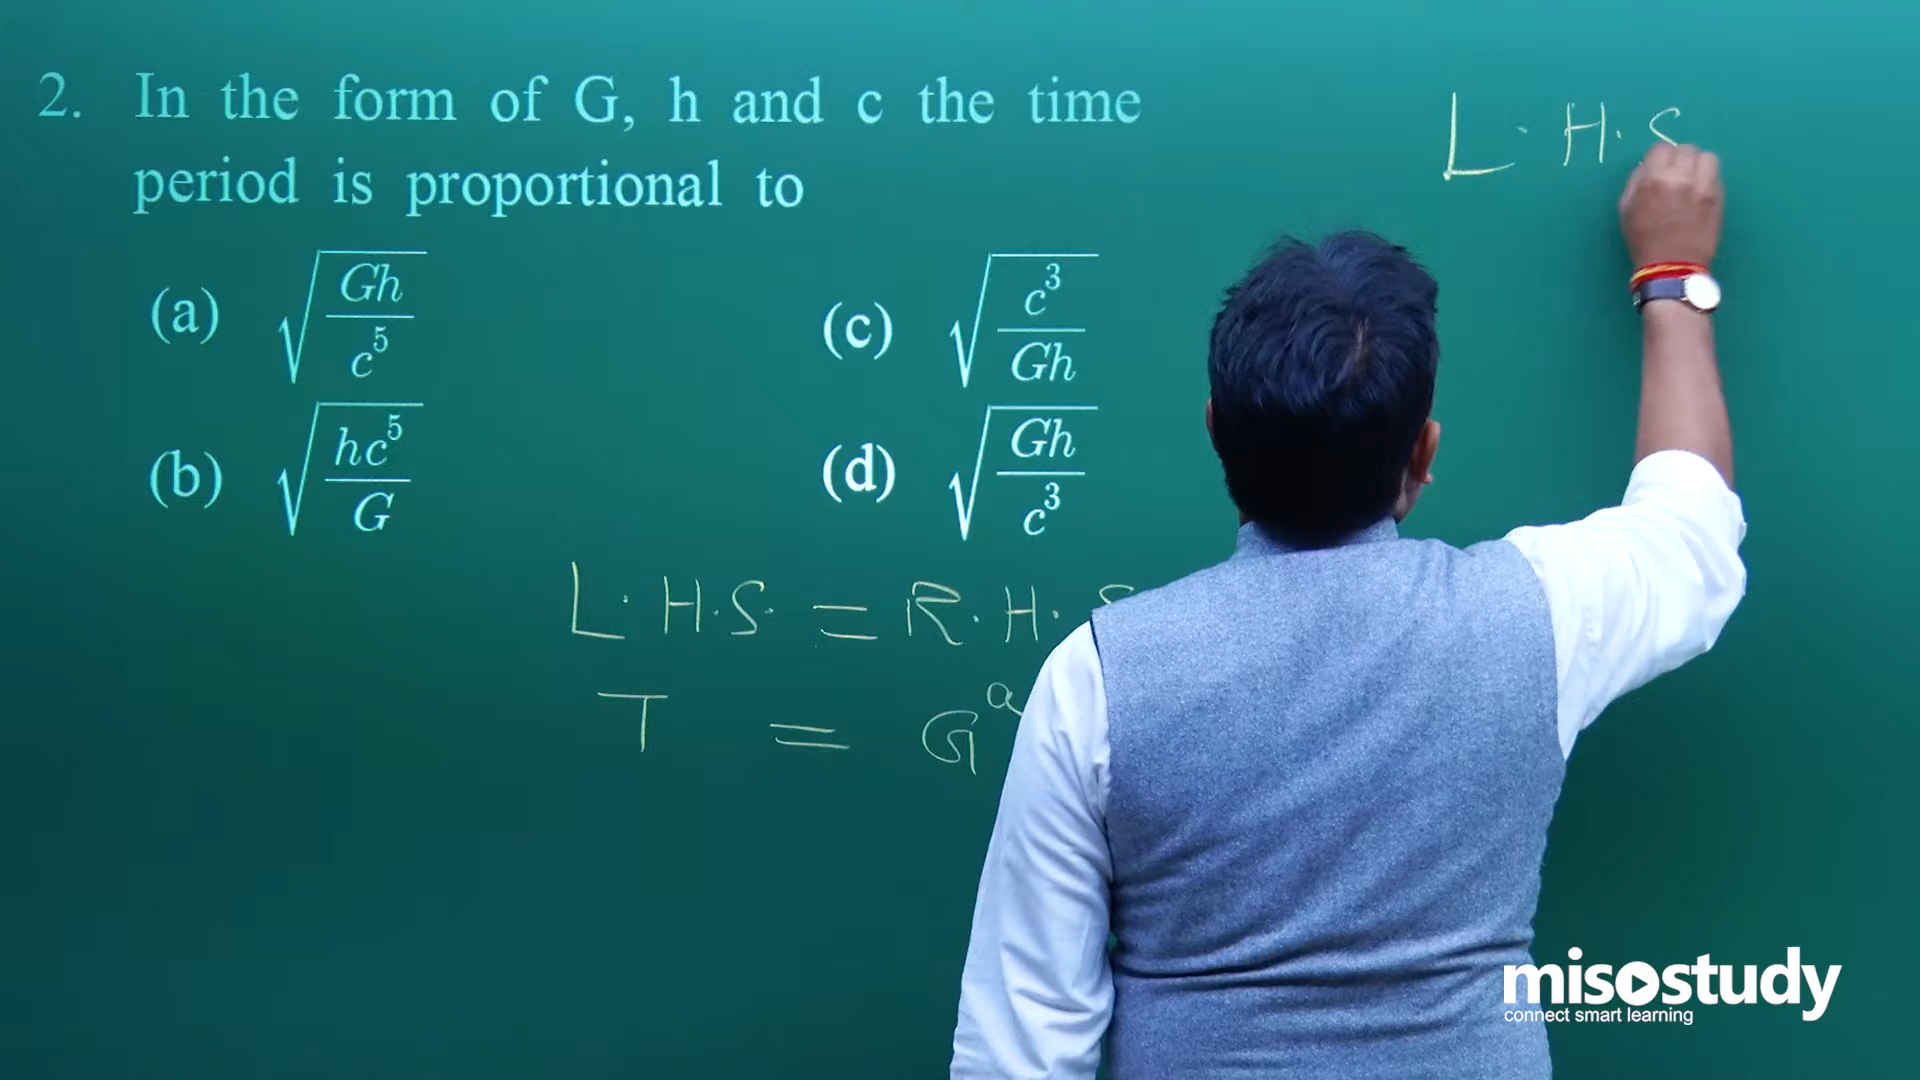 2. In the form of G, h and c the time
period is proportional to
(a) √(Gh/c⁵)
(c) √(c³/Gh)
(b) √(hc⁵/G)
(d) √(Gh/c³)
L.H.S
L.H.S. = R.H.S
T = Gᵃ
misostudy
connect smart learning